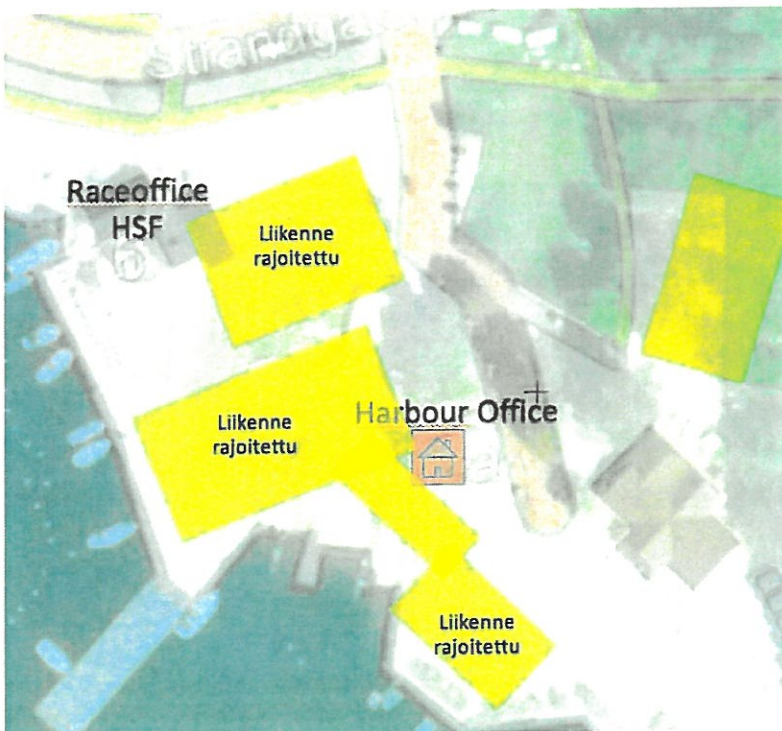 Raceoffice
HSF
Liikenne
rajoitettu
Liikenne
rajoitettu
Harbour Office
Liikenne
rajoitettu